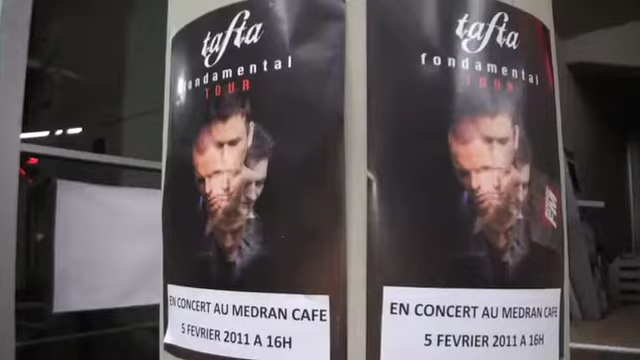 tafta
fondamental
TOUR
EN CONCERT AU MEDRAN CAFE
5 FEVRIER 2011 A 16H
tafta
fondamental
TOUR
EN CONCERT AU MEDRAN CAFE
5 FEVRIER 2011 A 16H